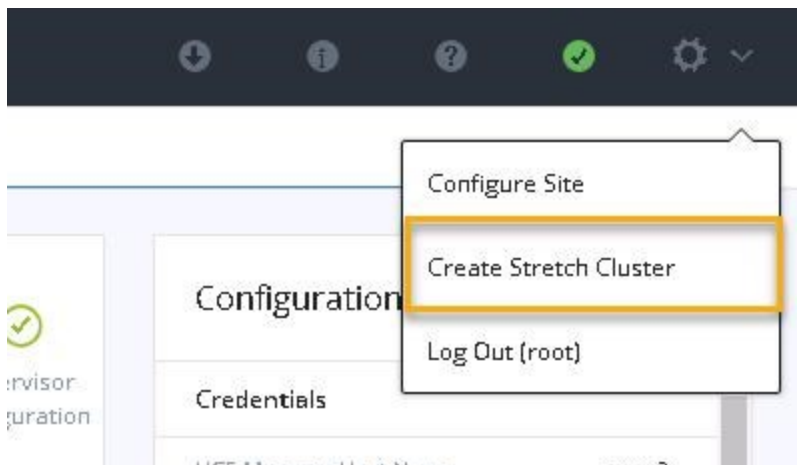 Configure Site
Create Stretch Cluster
Configuration
Log Out (root)
Credentials